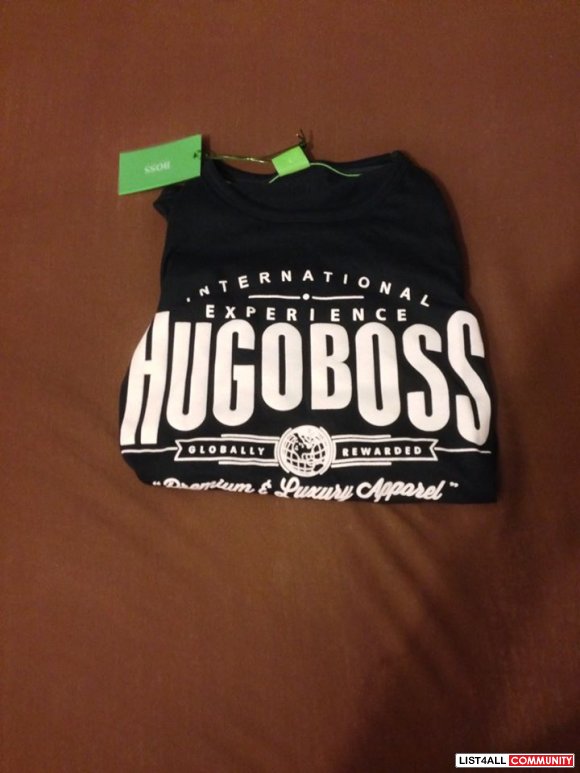 BOSS
INTERNATIONAL
EXPERIENCE
HUGOBOSS
GLOBALLY REWARDED
"Premium & Luxury Apparel"
LIST4ALL COMMUNITY